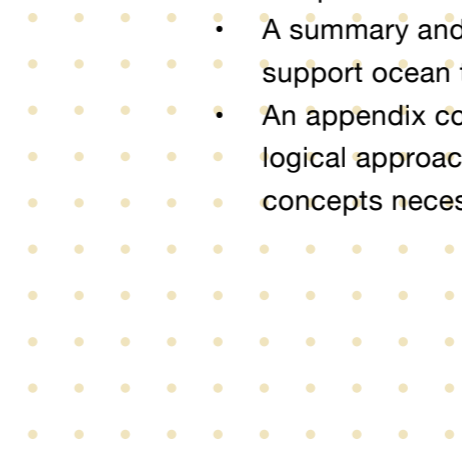 • A summary and
support ocean
• An appendix co
logical approac
concepts neces